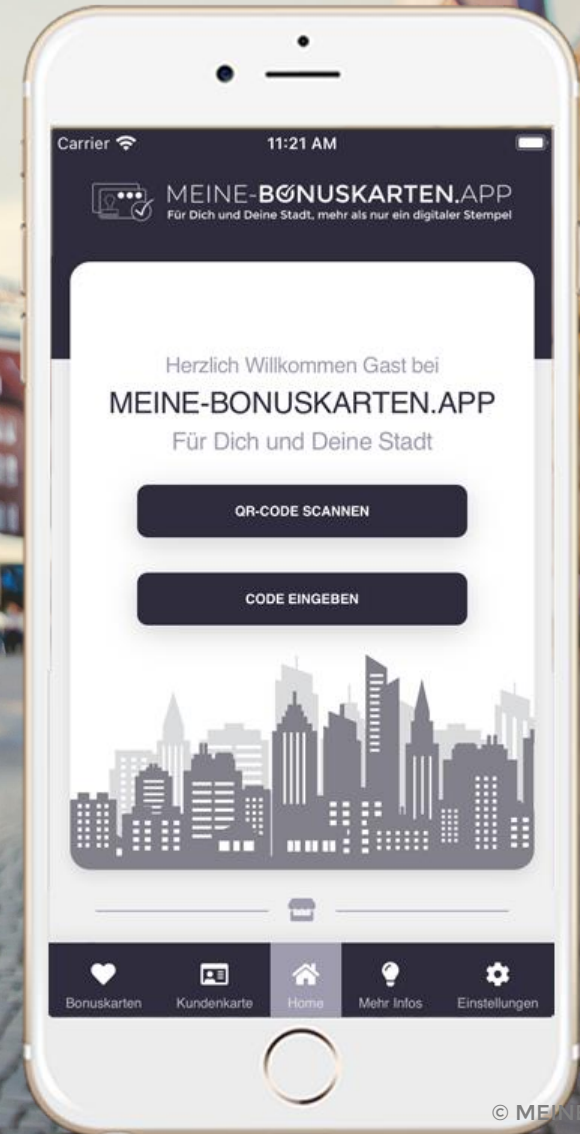 Carrier
11:21 AM
MEINE-BONUSKARTEN.APP
Für Dich und Deine Stadt, mehr als nur ein digitaler Stempel
Herzlich Willkommen Gast bei
MEINE-BONUSKARTEN.APP
Für Dich und Deine Stadt
QR-CODE SCANNEN
CODE EINGEBEN
Bonuskarten Kundenkarte Home Mehr Infos Einstellungen
© MEINE